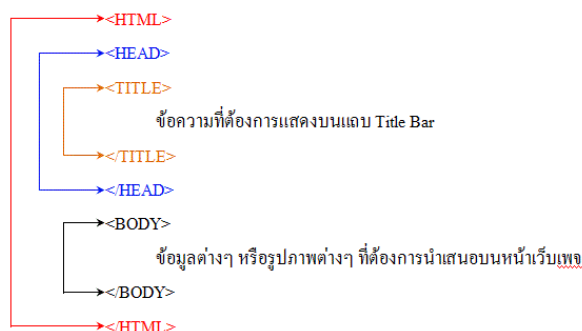 <HTML>
<HEAD>
<TITLE>
ข้อความที่ต้องการแสดงบนแถบ Title Bar
</TITLE>
</HEAD>
<BODY>
ข้อมูลต่างๆ หรือรูปภาพต่างๆ ที่ต้องการนำเสนอบนหน้าเว็บเพจ
</BODY>
</HTML>